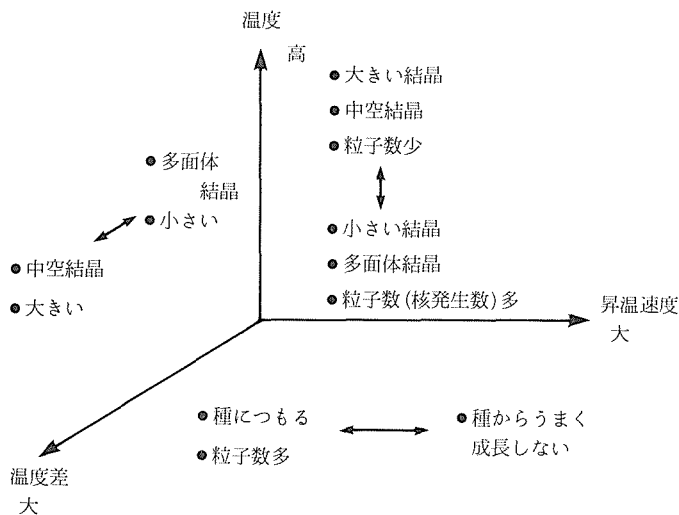 温度
高
●大きい結晶
●中空結晶
●粒子数少
●多面体
結晶
●小さい
●小さい結晶
●多面体結晶
●粒子数(核発生数)多
●中空結晶
●大きい
昇温速度
大
●種につもる
●粒子数多
●種からうまく
成長しない
温度差
大